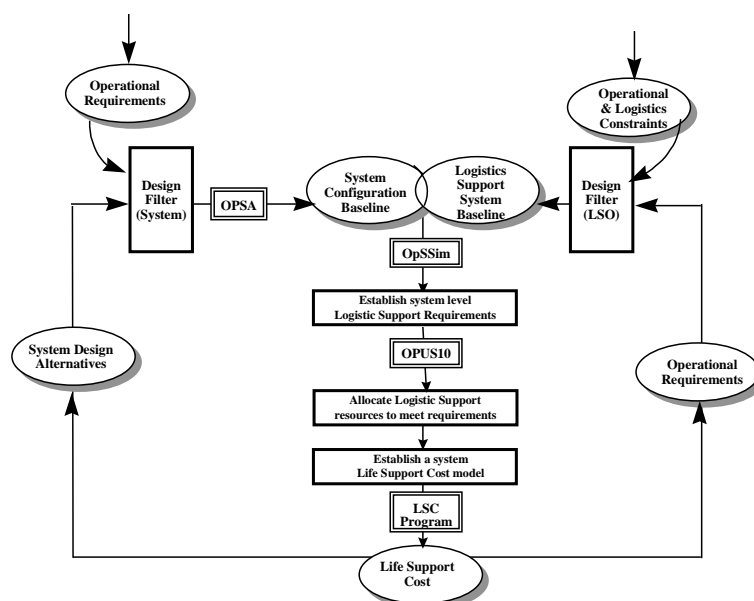 Operational
Requirements
Operational
& Logistics
Constraints
Design
Filter
(System)
OPSA
System
Configuration
Baseline
Logistics
Support
System
Baseline
Design
Filter
(LSO)
OpSSim
Establish system level
Logistic Support Requirements
OPUS10
System Design
Alternatives
Operational
Requirements
Allocate Logistic Support
resources to meet requirements
Establish a system
Life Support Cost model
LSC
Program
Life Support
Cost